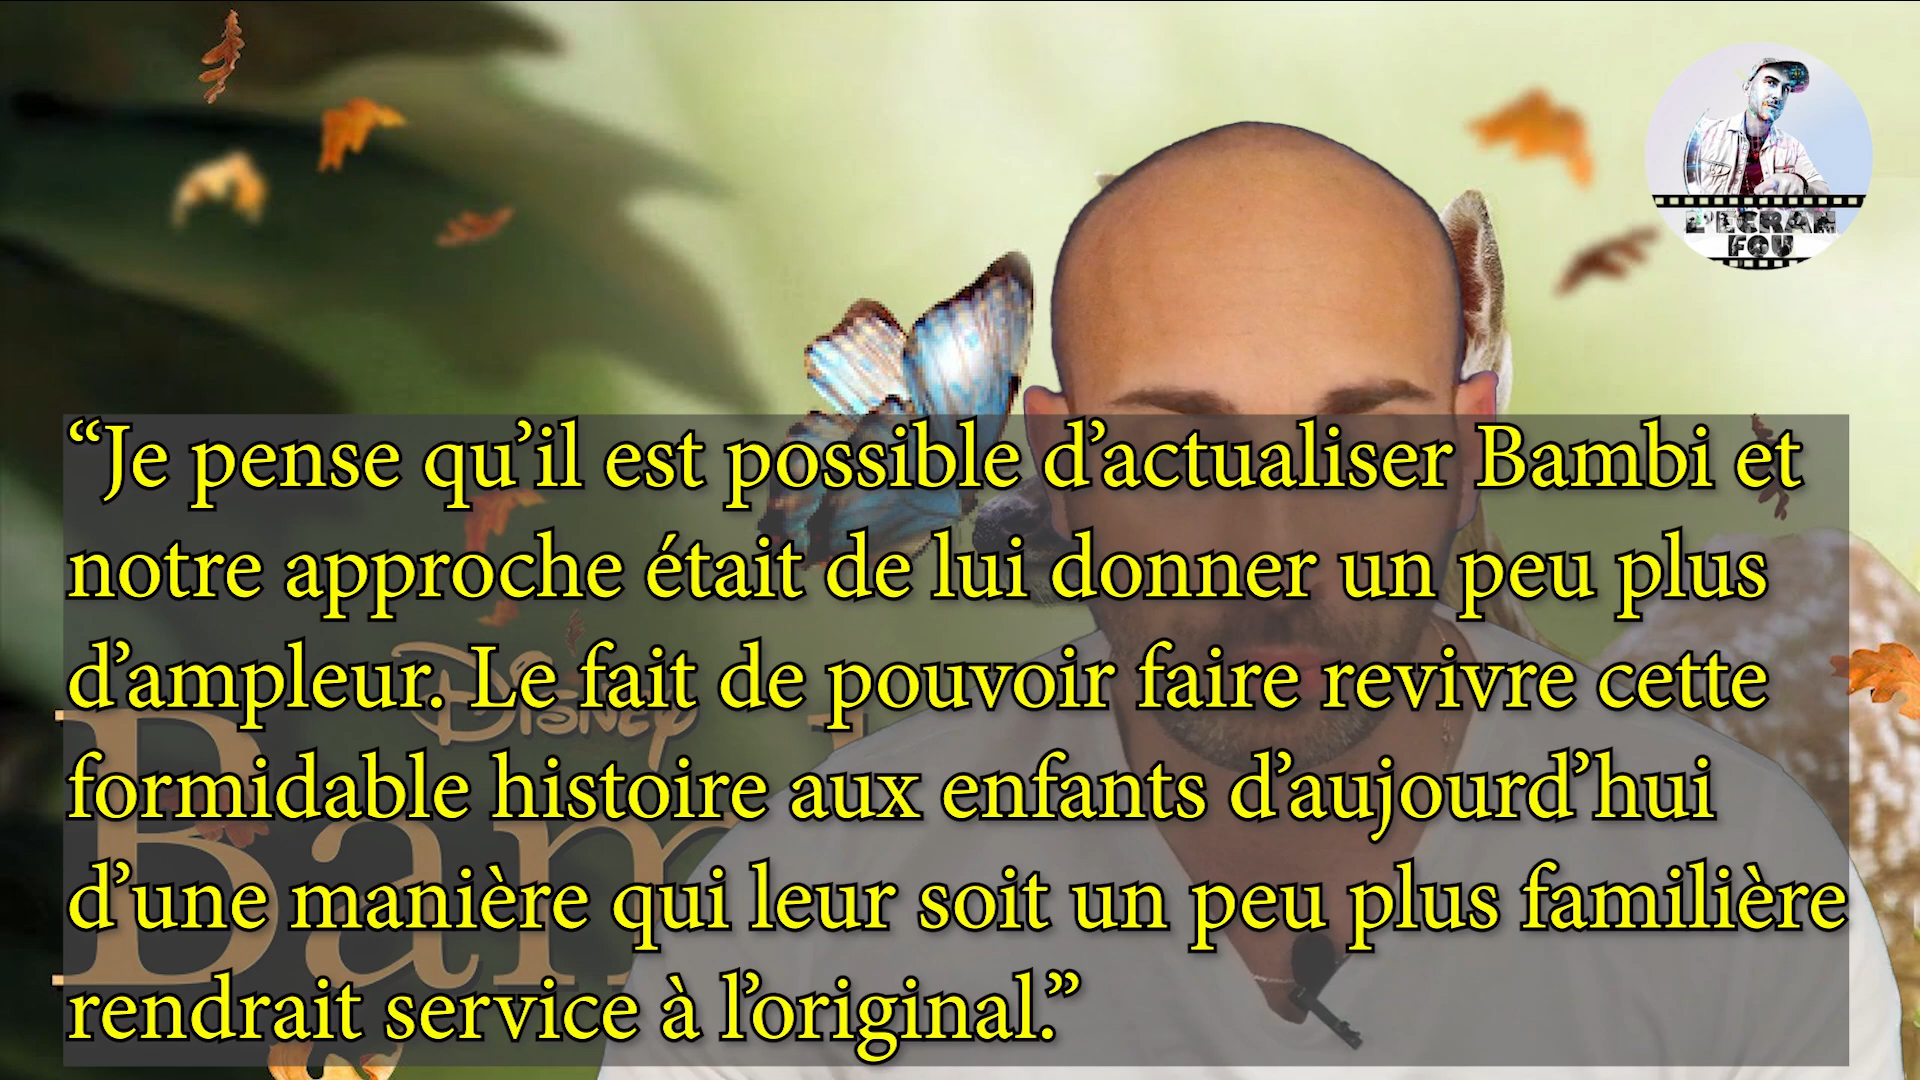 L'ECRAN
FOU
“Je pense qu’il est possible d’actualiser Bambi et
notre approche était de lui donner un peu plus
d’ampleur. Le fait de pouvoir faire revivre cette
formidable histoire aux enfants d’aujourd’hui
d’une manière qui leur soit un peu plus familière
rendrait service à l’original.”
Disney
Bam